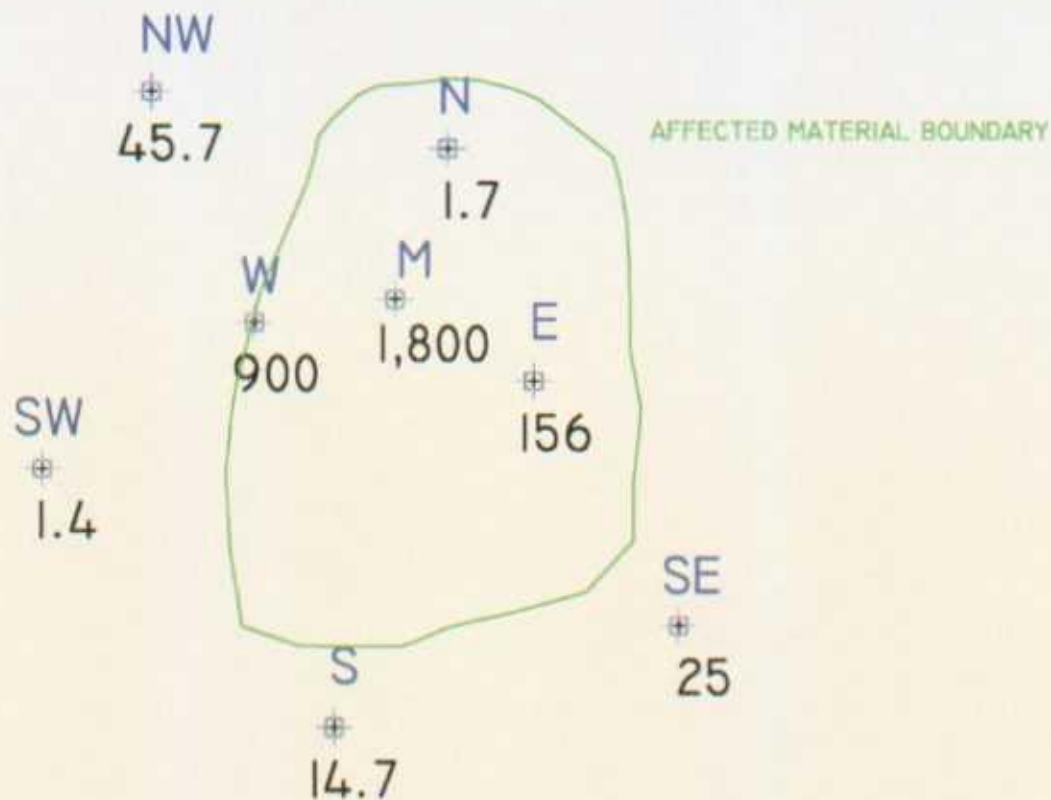 NW
45.7
N
1.7
AFFECTED MATERIAL BOUNDARY
W
900
M
1,800
E
156
SW
1.4
SE
25
S
14.7